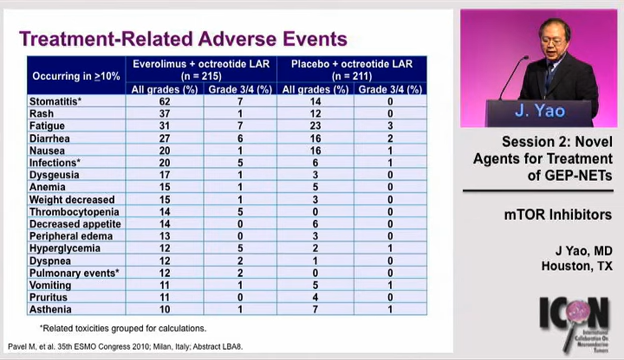 Treatment-Related Adverse Events
Occurring in ≥10%
Everolimus + octreotide LAR
(n = 215)
Placebo + octreotide LAR
(n = 211)
All grades (%) Grade 3/4 (%) All grades (%) Grade 3/4 (%)
Stomatitis* 62 7 14 0
Rash 37 1 12 0
Fatigue 31 7 23 3
Diarrhea 27 6 16 2
Nausea 20 1 16 1
Infections* 20 5 6 1
Dysgeusia 17 1 3 0
Anemia 15 1 5 0
Weight decreased 15 1 3 0
Thrombocytopenia 14 5 0 0
Decreased appetite 14 0 6 0
Peripheral edema 13 0 3 0
Hyperglycemia 12 5 2 1
Dyspnea 12 2 1 0
Pulmonary events* 12 2 0 0
Vomiting 11 1 5 1
Pruritus 11 0 4 0
Asthenia 10 1 7 1
*Related toxicities grouped for calculations.
Pavel M, et al. 35th ESMO Congress 2010; Milan, Italy; Abstract LBA8.
J. Yao
Session 2: Novel
Agents for Treatment
of GEP-NETs
mTOR Inhibitors
J Yao, MD
Houston, TX
ICON
International
Collaboration On
Neuroendocrine
Tumors